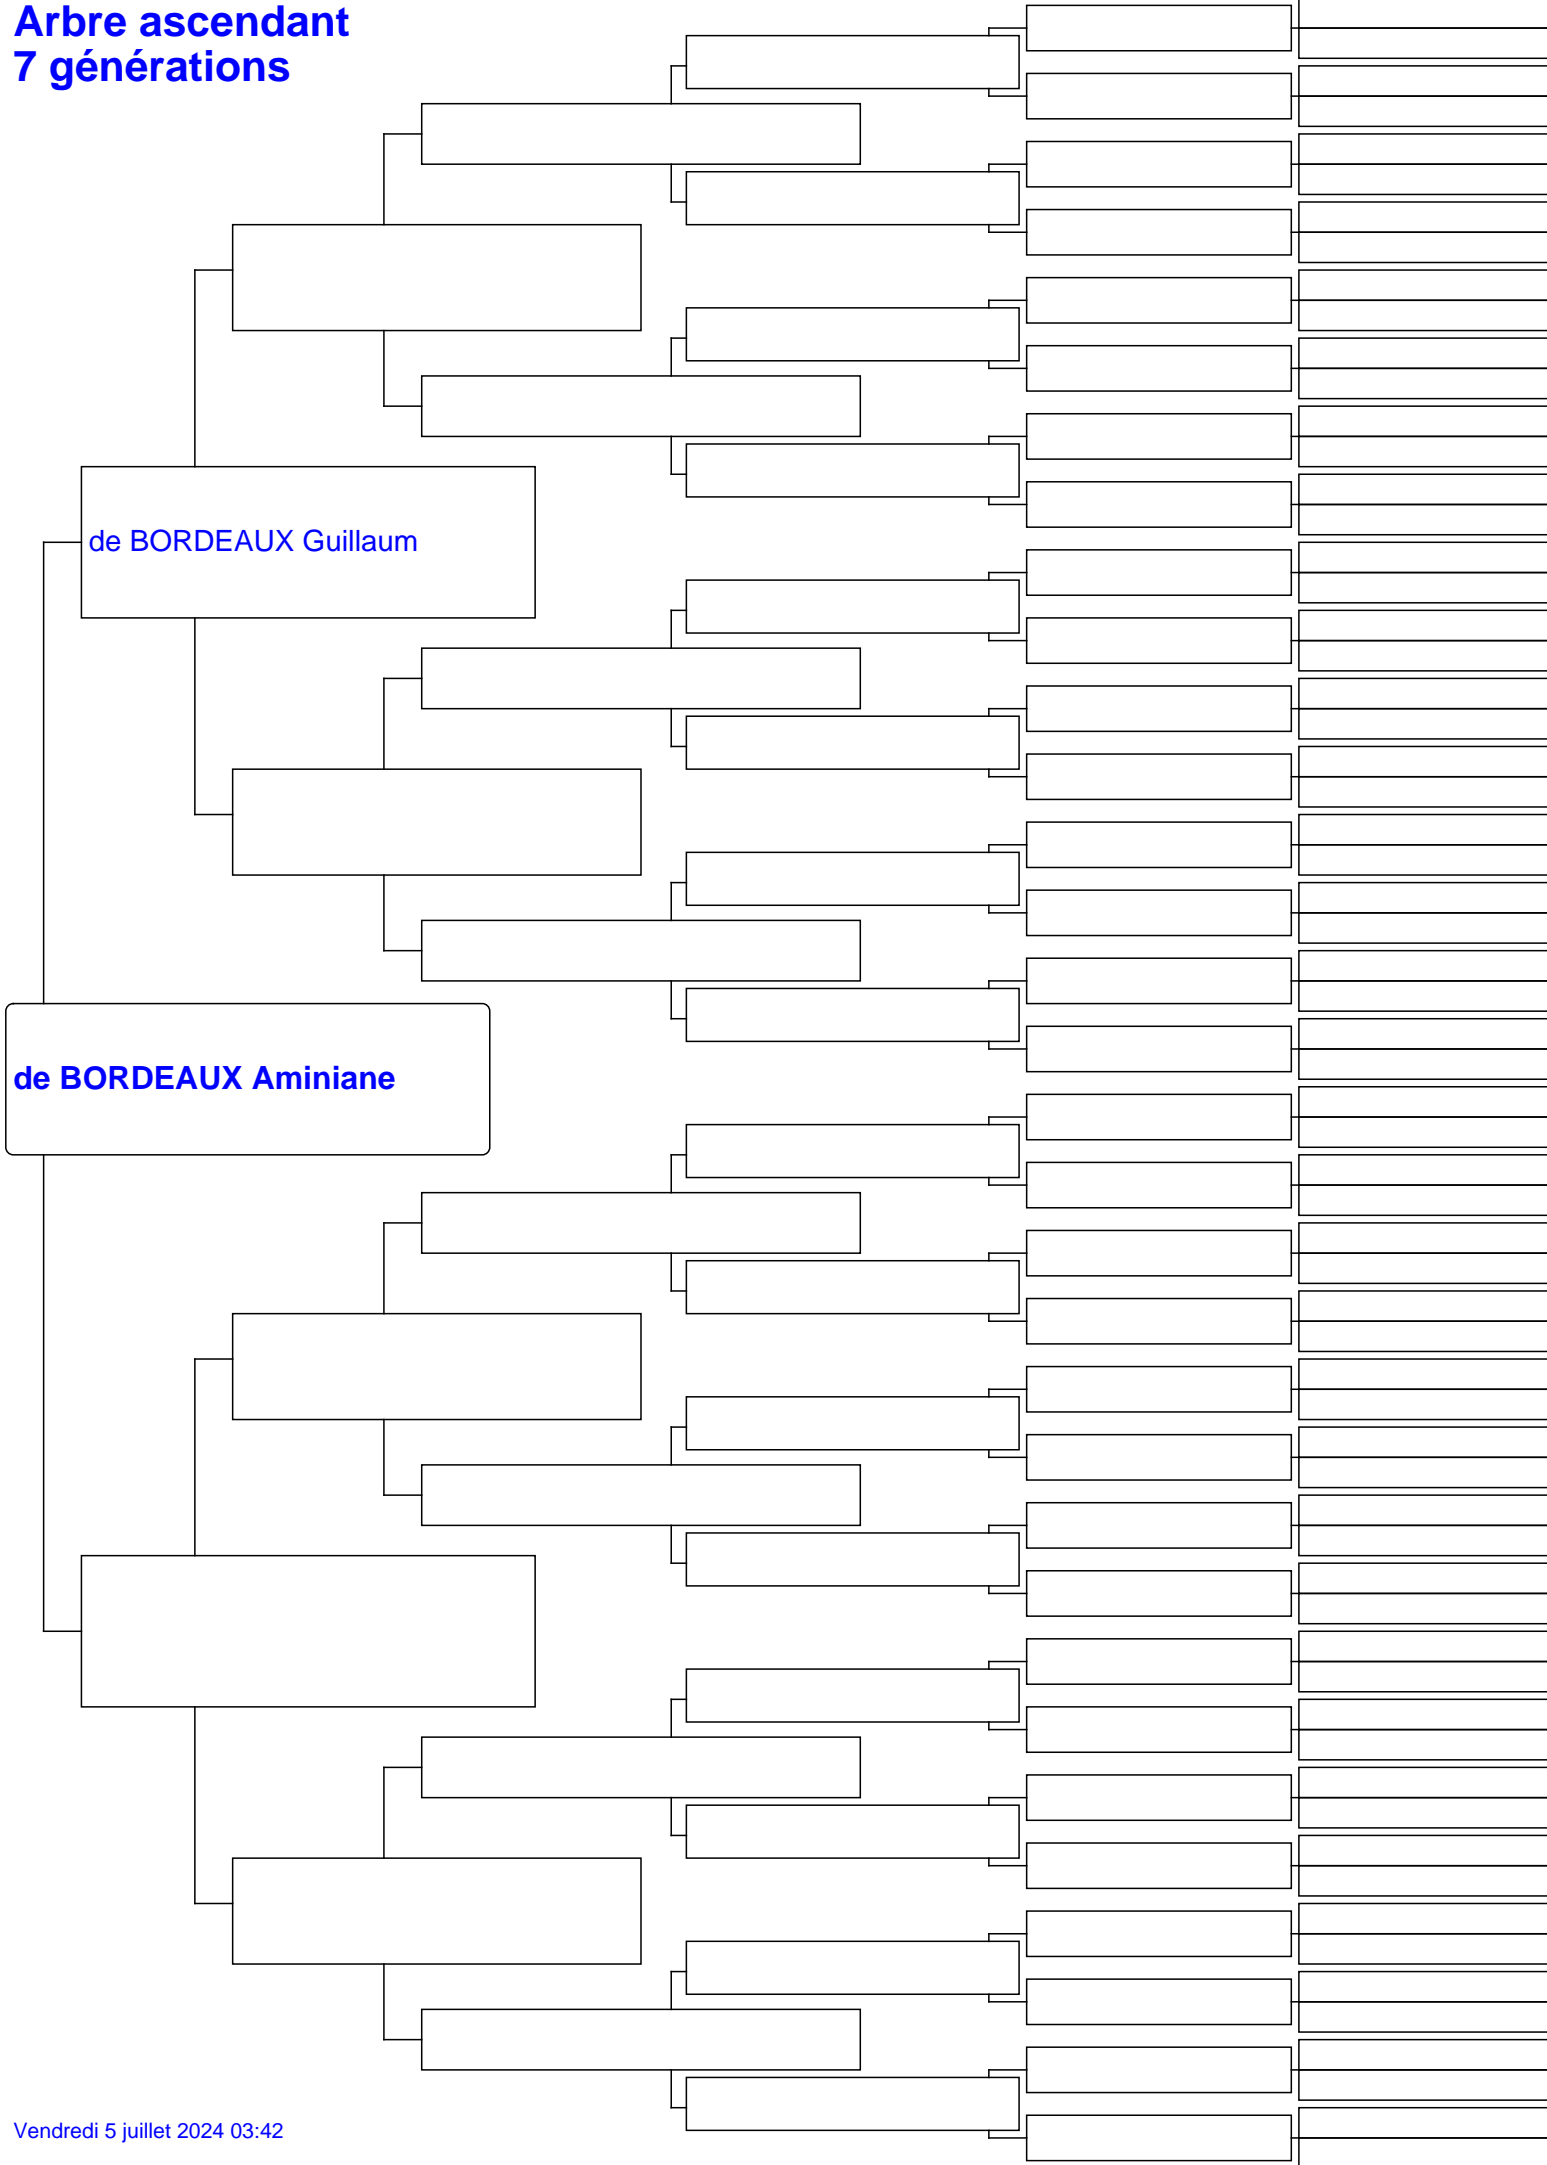 Arbre ascendant
7 générations
de BORDEAUX Guillaum
de BORDEAUX Aminiane
Vendredi 5 juillet 2024 03:42